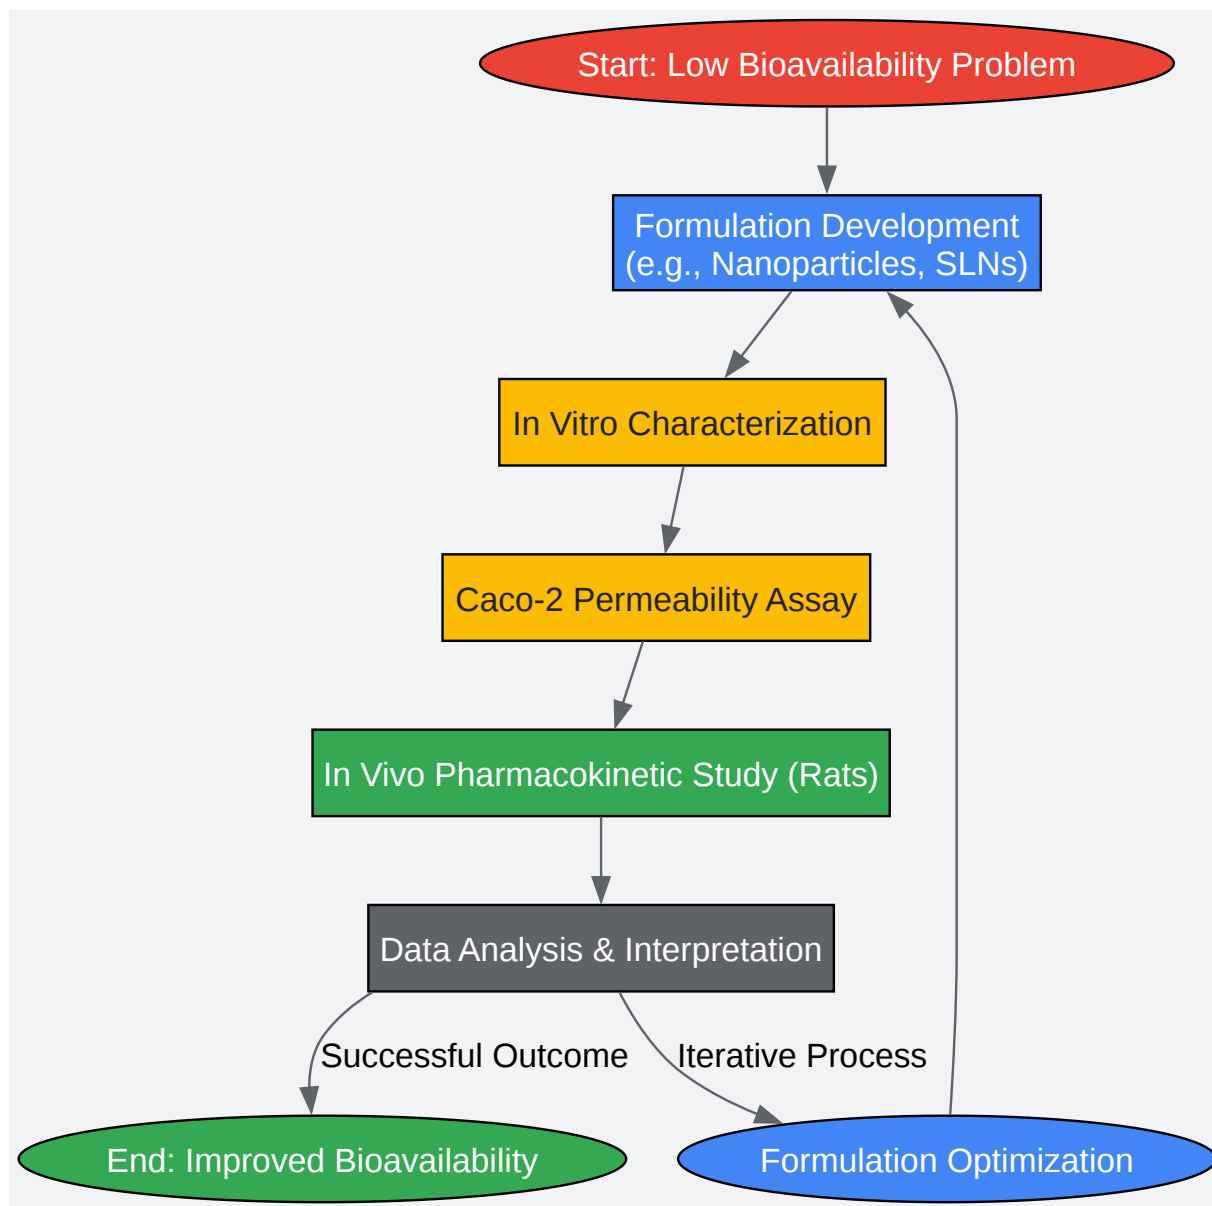 Start: Low Bioavailability Problem
Formulation Development
(e.g., Nanoparticles, SLNs)
In Vitro Characterization
Caco-2 Permeability Assay
In Vivo Pharmacokinetic Study (Rats)
Data Analysis & Interpretation
Successful Outcome
Iterative Process
End: Improved Bioavailability
Formulation Optimization